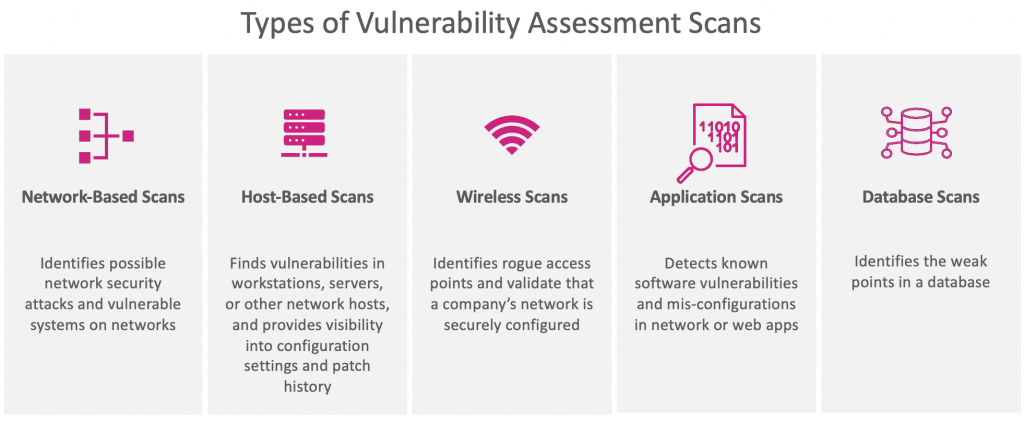 Types of Vulnerability Assessment Scans
11010
1101
101
Network-Based Scans
Host-Based Scans
Wireless Scans
Application Scans
Database Scans
Identifies possible
network security
attacks and vulnerable
systems on networks
Finds vulnerabilities in
workstations, servers,
or other network hosts,
and provides visibility
into configuration
settings and patch
history
Identifies rogue access
points and validate that
a company’s network is
securely configured
Detects known
software vulnerabilities
and mis-configurations
in network or web apps
Identifies the weak
points in a database